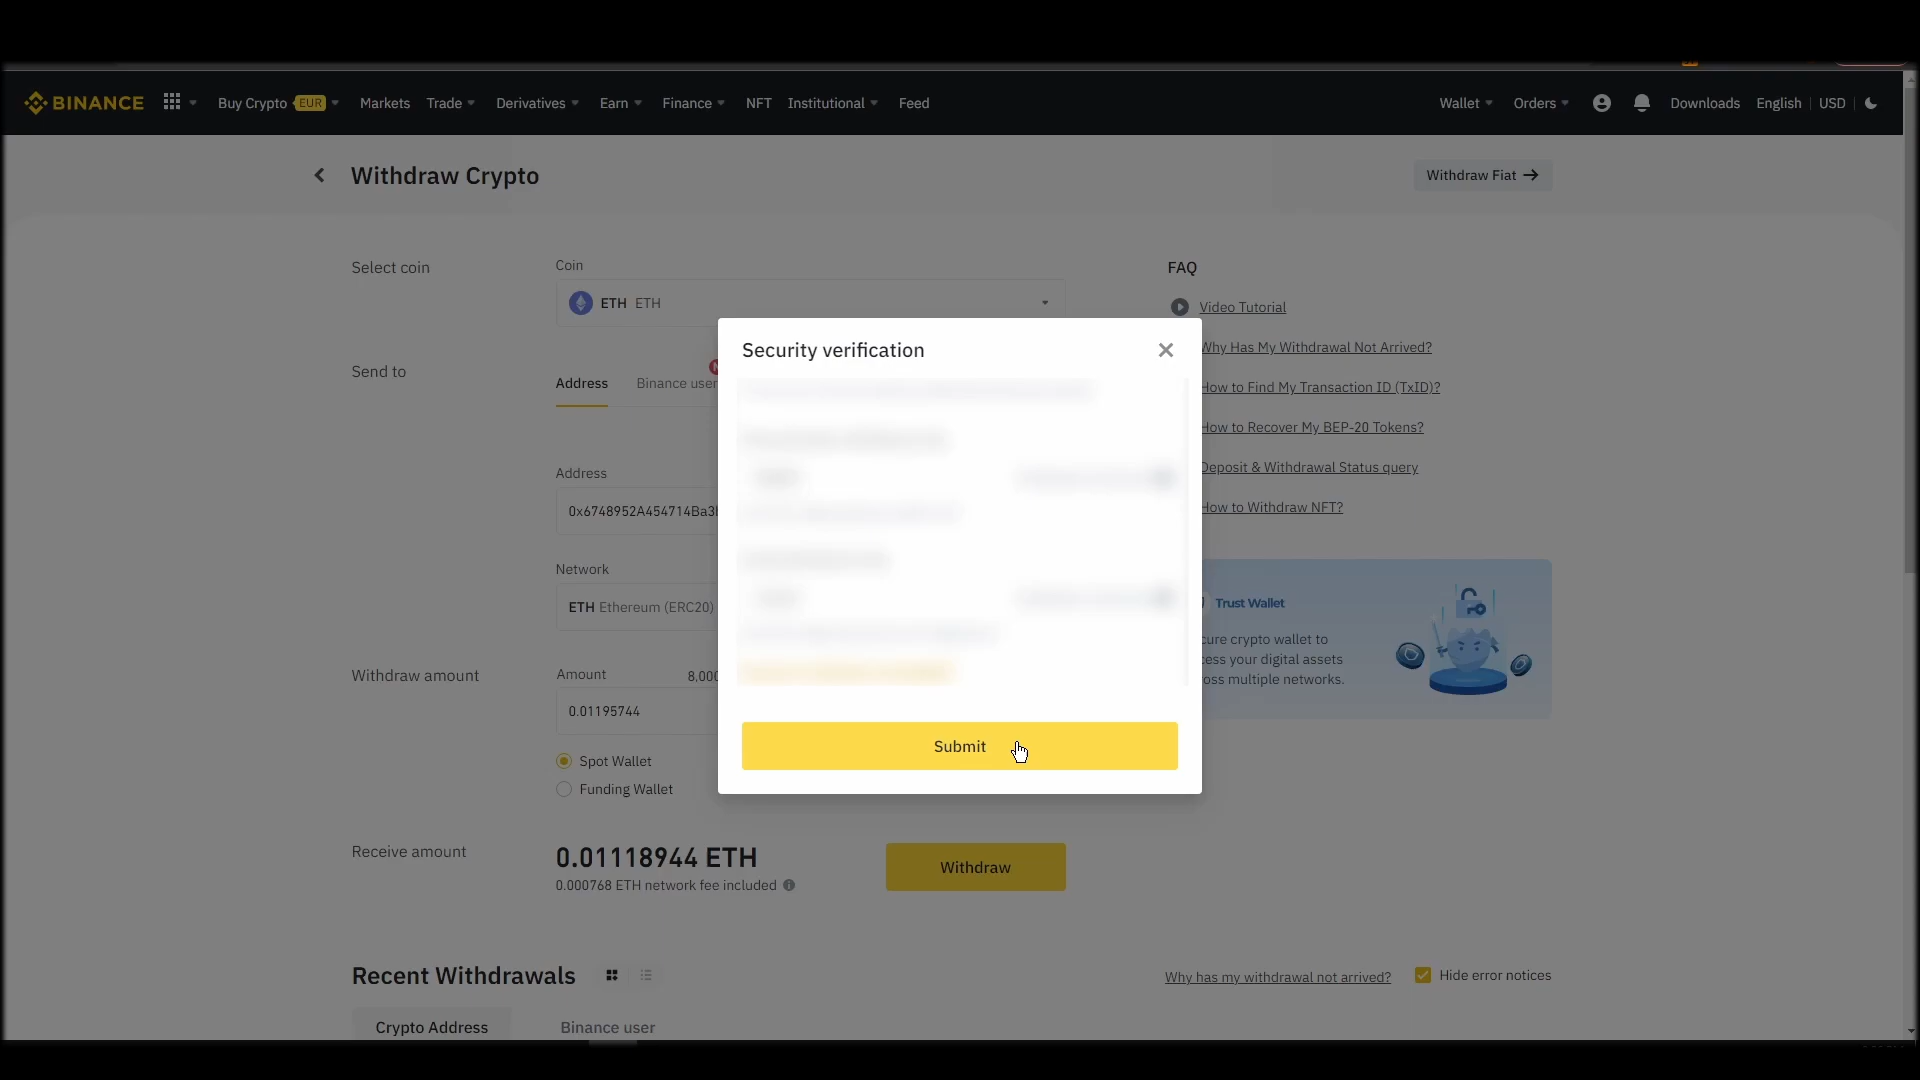 BINANCE
Buy Crypto EUR Markets Trade Derivatives Earn Finance NFT Institutional Feed
Wallet Orders Downloads English USD
Withdraw Crypto
Withdraw Fiat
Select coin
Coin
ETH ETH
FAQ
Video Tutorial
Why Has My Withdrawal Not Arrived?
How to Find My Transaction ID (TxID)?
How to Recover My BEP-20 Tokens?
Deposit & Withdrawal Status query
How to Withdraw NFT?
Security verification
Send to
Address Binance user
Address
0x6748952A454714Ba3
Network
ETH Ethereum (ERC20)
Trust Wallet
cure crypto wallet to
cess your digital assets
oss multiple networks.
Withdraw amount
Amount 8,000
0.01195744
Submit
Spot Wallet
Funding Wallet
Receive amount
0.01118944 ETH
0.000768 ETH network fee included
Withdraw
Recent Withdrawals
Why has my withdrawal not arrived?
Hide error notices
Crypto Address
Binance user